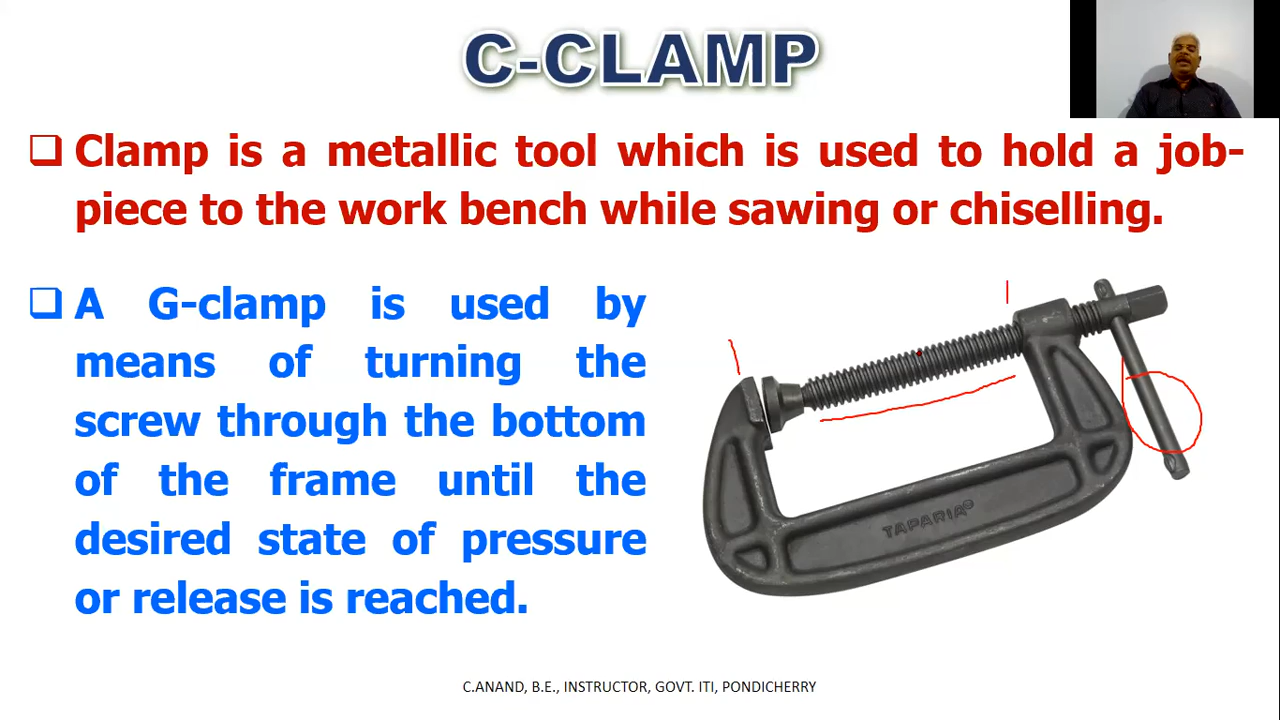 C-CLAMP
❑ Clamp is a metallic tool which is used to hold a job-
piece to the work bench while sawing or chiselling.
❑ A G-clamp is used by
means of turning the
screw through the bottom
of the frame until the
desired state of pressure
or release is reached.
TAPARIA®
C.ANAND, B.E., INSTRUCTOR, GOVT. ITI, PONDICHERRY